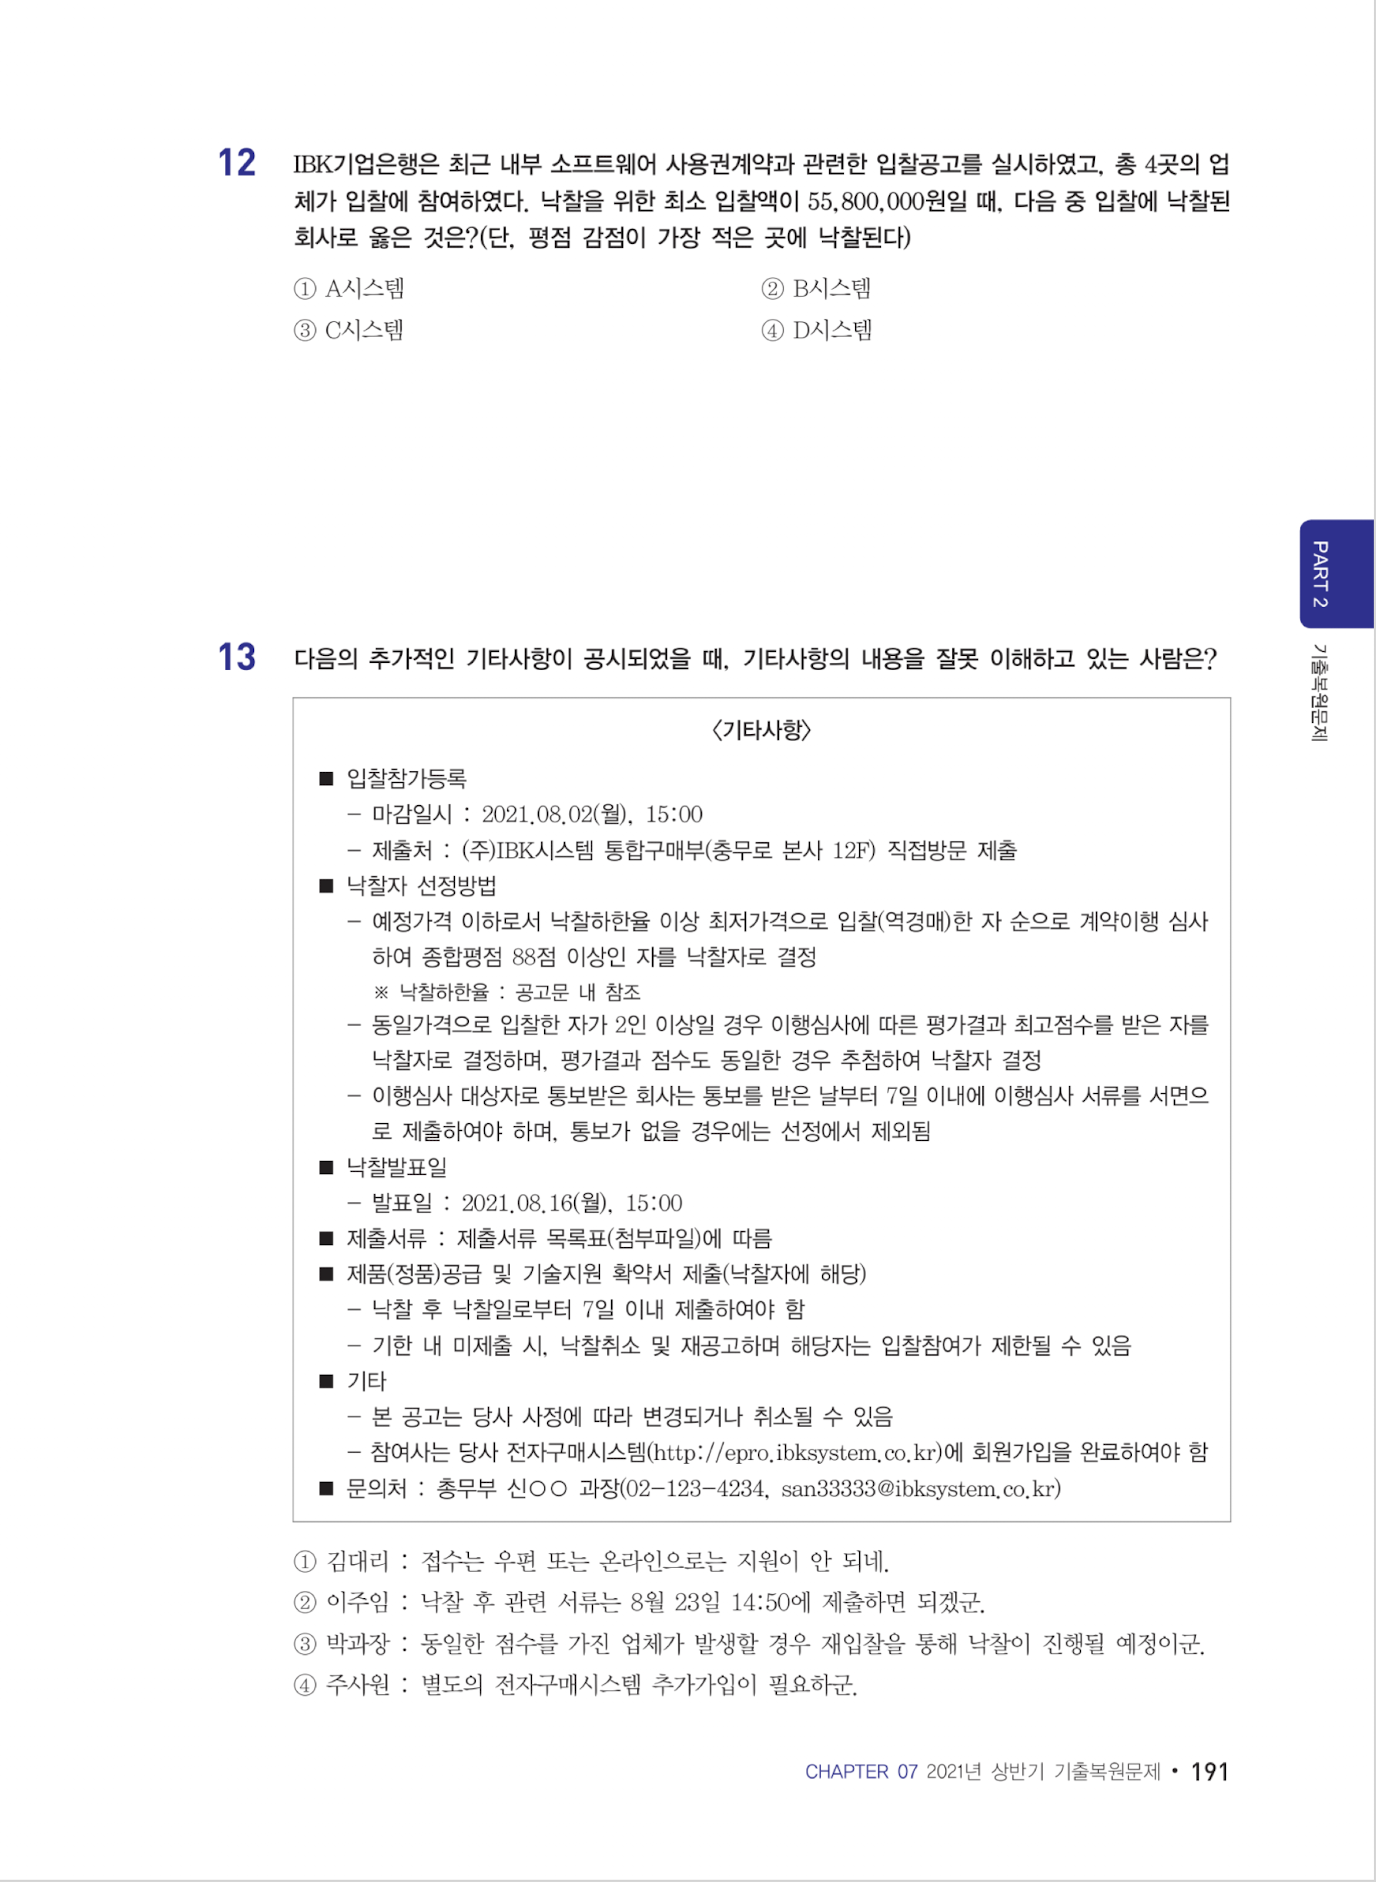 12 IBK기업은행은 최근 내부 소프트웨어 사용권계약과 관련한 입찰공고를 실시하였고, 총 4곳의 업
체가 입찰에 참여하였다. 낙찰을 위한 최소 입찰액이 55,800,000원일 때, 다음 중 입찰에 낙찰된
회사로 옳은 것은?(단, 평점 감점이 가장 적은 곳에 낙찰된다)
① A시스템 ② B시스템
③ C시스템 ④ D시스템
PART 2
기출복원문제
13 다음의 추가적인 기타사항이 공시되었을 때, 기타사항의 내용을 잘못 이해하고 있는 사람은?
〈기타사항〉
■ 입찰참가등록
- 마감일시 : 2021.08.02(월), 15:00
- 제출처 : (주)IBK시스템 통합구매부(충무로 본사 12F) 직접방문 제출
■ 낙찰자 선정방법
- 예정가격 이하로서 낙찰하한율 이상 최저가격으로 입찰(역경매)한 자 순으로 계약이행 심사
하여 종합평점 88점 이상인 자를 낙찰자로 결정
※ 낙찰하한율 : 공고문 내 참조
- 동일가격으로 입찰한 자가 2인 이상일 경우 이행심사에 따른 평가결과 최고점수를 받은 자를
낙찰자로 결정하며, 평가결과 점수도 동일한 경우 추첨하여 낙찰자 결정
- 이행심사 대상자로 통보받은 회사는 통보를 받은 날부터 7일 이내에 이행심사 서류를 서면으
로 제출하여야 하며, 통보가 없을 경우에는 선정에서 제외됨
■ 낙찰발표일
- 발표일 : 2021.08.16(월), 15:00
■ 제출서류 : 제출서류 목록표(첨부파일)에 따름
■ 제품(정품)공급 및 기술지원 확약서 제출(낙찰자에 해당)
- 낙찰 후 낙찰일로부터 7일 이내 제출하여야 함
- 기한 내 미제출 시, 낙찰취소 및 재공고하며 해당자는 입찰참여가 제한될 수 있음
■ 기타
- 본 공고는 당사 사정에 따라 변경되거나 취소될 수 있음
- 참여사는 당사 전자구매시스템(http://epro.ibksystem.co.kr)에 회원가입을 완료하여야 함
■ 문의처 : 총무부 신○○ 과장(02-123-4234, san33333@ibksystem.co.kr)
① 김대리 : 접수는 우편 또는 온라인으로는 지원이 안 되네.
② 이주임 : 낙찰 후 관련 서류는 8월 23일 14:50에 제출하면 되겠군.
③ 박과장 : 동일한 점수를 가진 업체가 발생할 경우 재입찰을 통해 낙찰이 진행될 예정이군.
④ 주사원 : 별도의 전자구매시스템 추가가입이 필요하군.
CHAPTER 07 2021년 상반기 기출복원문제 • 191